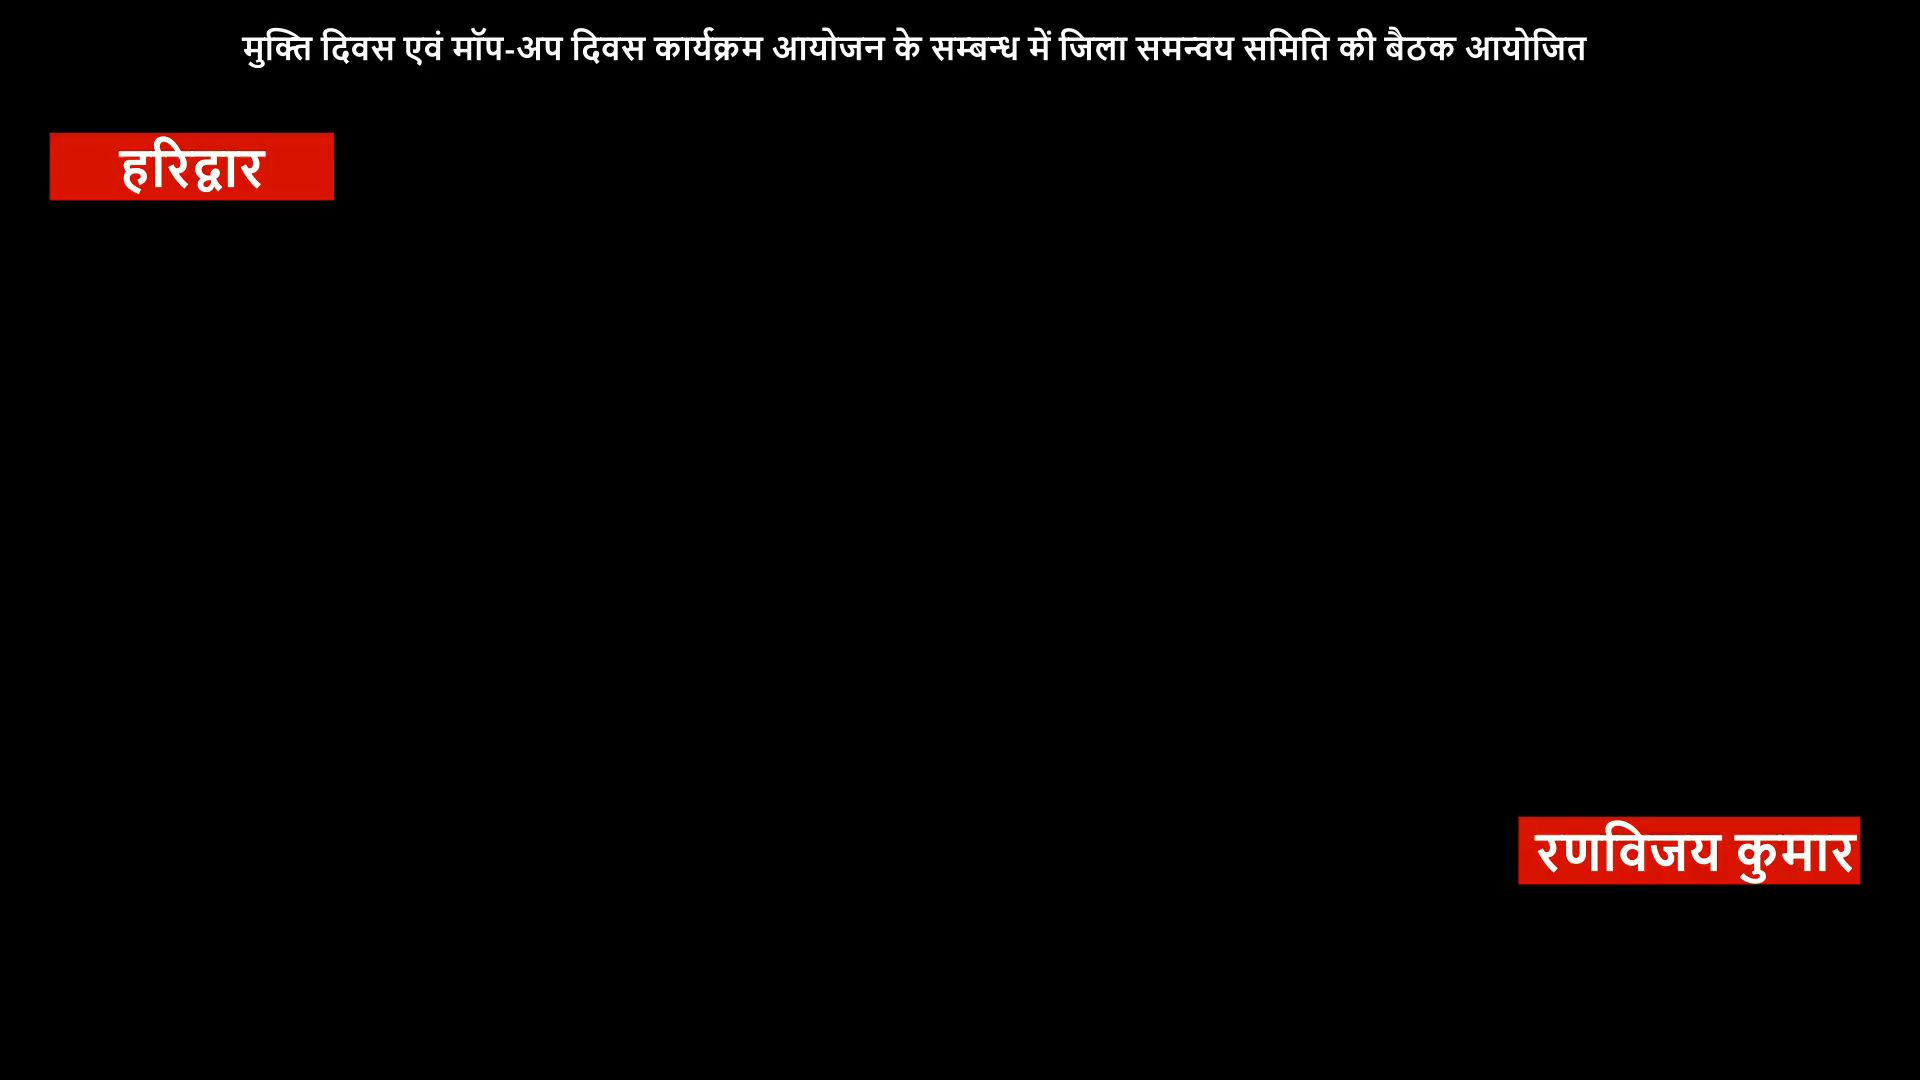 मुक्ति दिवस एवं मॉप-अप दिवस कार्यक्रम आयोजन के सम्बन्ध में जिला समन्वय समिति की बैठक आयोजित
हरिद्वार
रणविजय कुमार